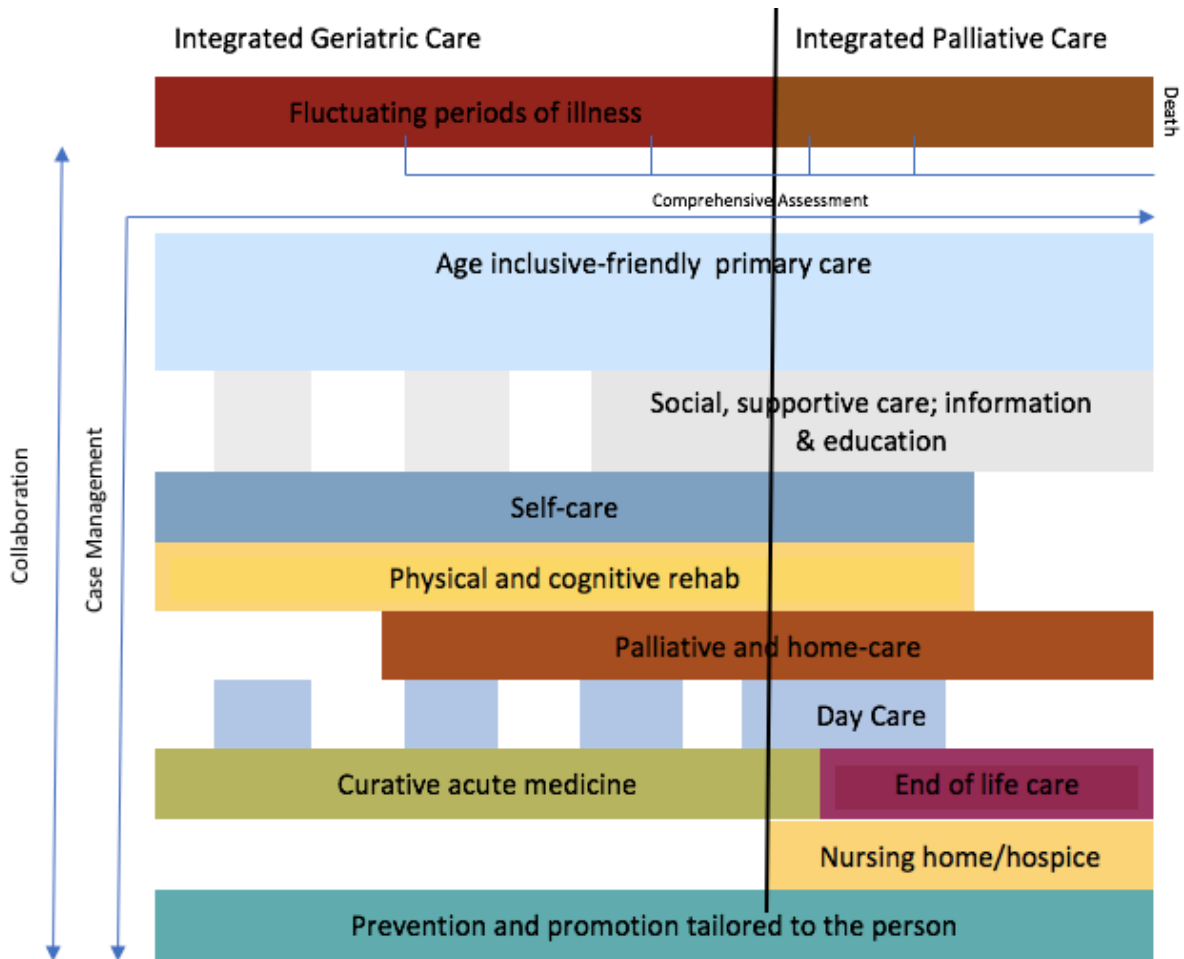 Integrated Geriatric Care
Integrated Palliative Care
Fluctuating periods of illness
Death
Comprehensive Assessment
Age inclusive-friendly primary care
Social, supportive care; information
& education
Self-care
Physical and cognitive rehab
Palliative and home-care
Day Care
Curative acute medicine
End of life care
Nursing home/hospice
Prevention and promotion tailored to the person
Collaboration
Case Management